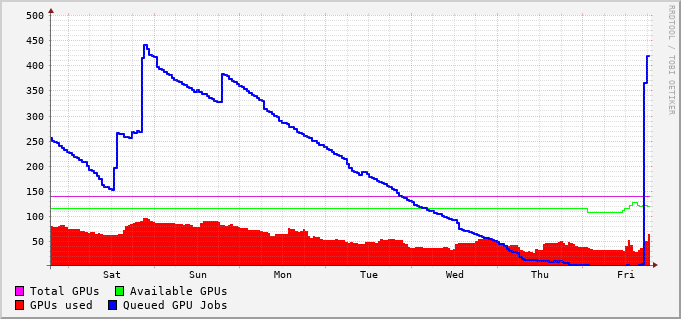 500
450
400
350
300
250
200
150
100
50
RRDTOOL / TOBI OETIKER
Sat Sun Mon Tue Wed Thu Fri
Total GPUs Available GPUs
GPUs used Queued GPU Jobs